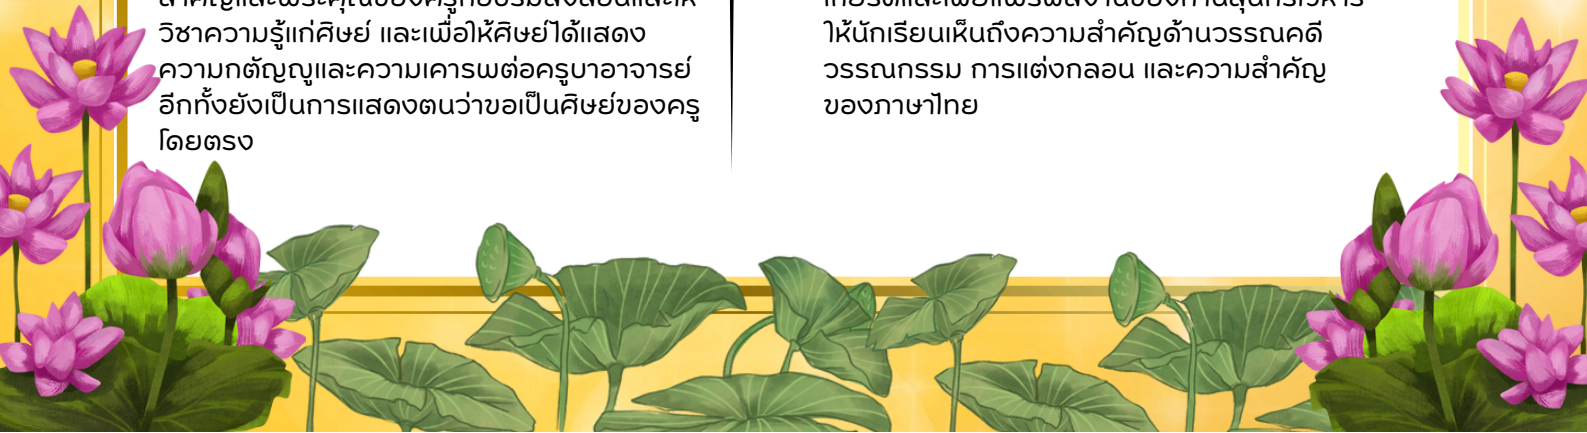 วิชาความรู้แก่ศิษย์ และเพื่อให้ศิษย์ได้แสดง
ความกตัญญูและความเคารพต่อครูบาอาจารย์
อีกทั้งยังเป็นการแสดงตนว่าขอเป็นศิษย์ของครู
โดยตรง
ให้นักเรียนเห็นถึงความสำคัญด้านวรรณคดี
วรรณกรรม การแต่งกลอน และความสำคัญ
ของภาษาไทย